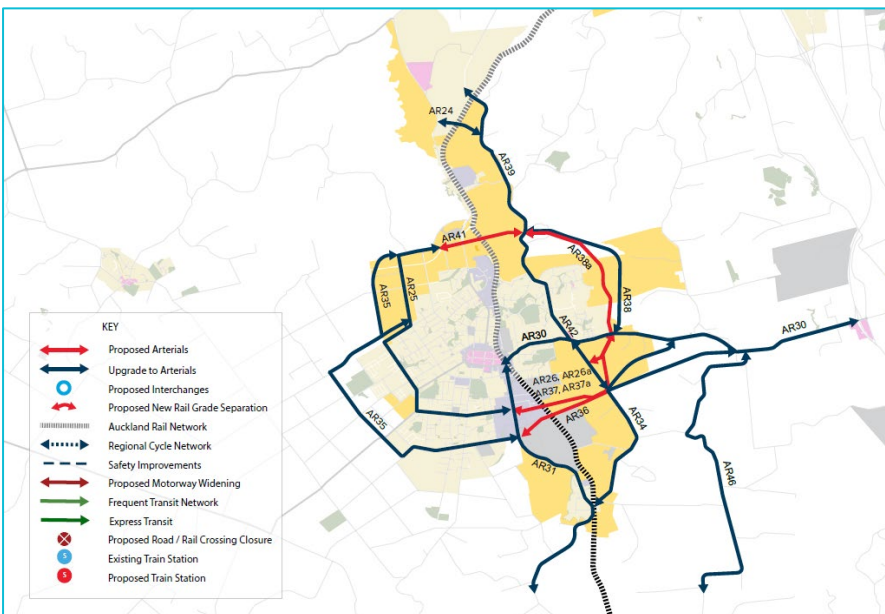 AR24
AR39
AR41
AR38a
AR35
AR25
AR38
AR42
AR30
AR30
AR26, AR26a
AR37, AR37a
AR36
AR34
AR35
AR31
AR46
KEY
Proposed Arterials
Upgrade to Arterials
Proposed Interchanges
Proposed New Rail Grade Separation
Auckland Rail Network
Regional Cycle Network
Safety Improvements
Proposed Motorway Widening
Frequent Transit Network
Express Transit
Proposed Road / Rail Crossing Closure
S Existing Train Station
S Proposed Train Station